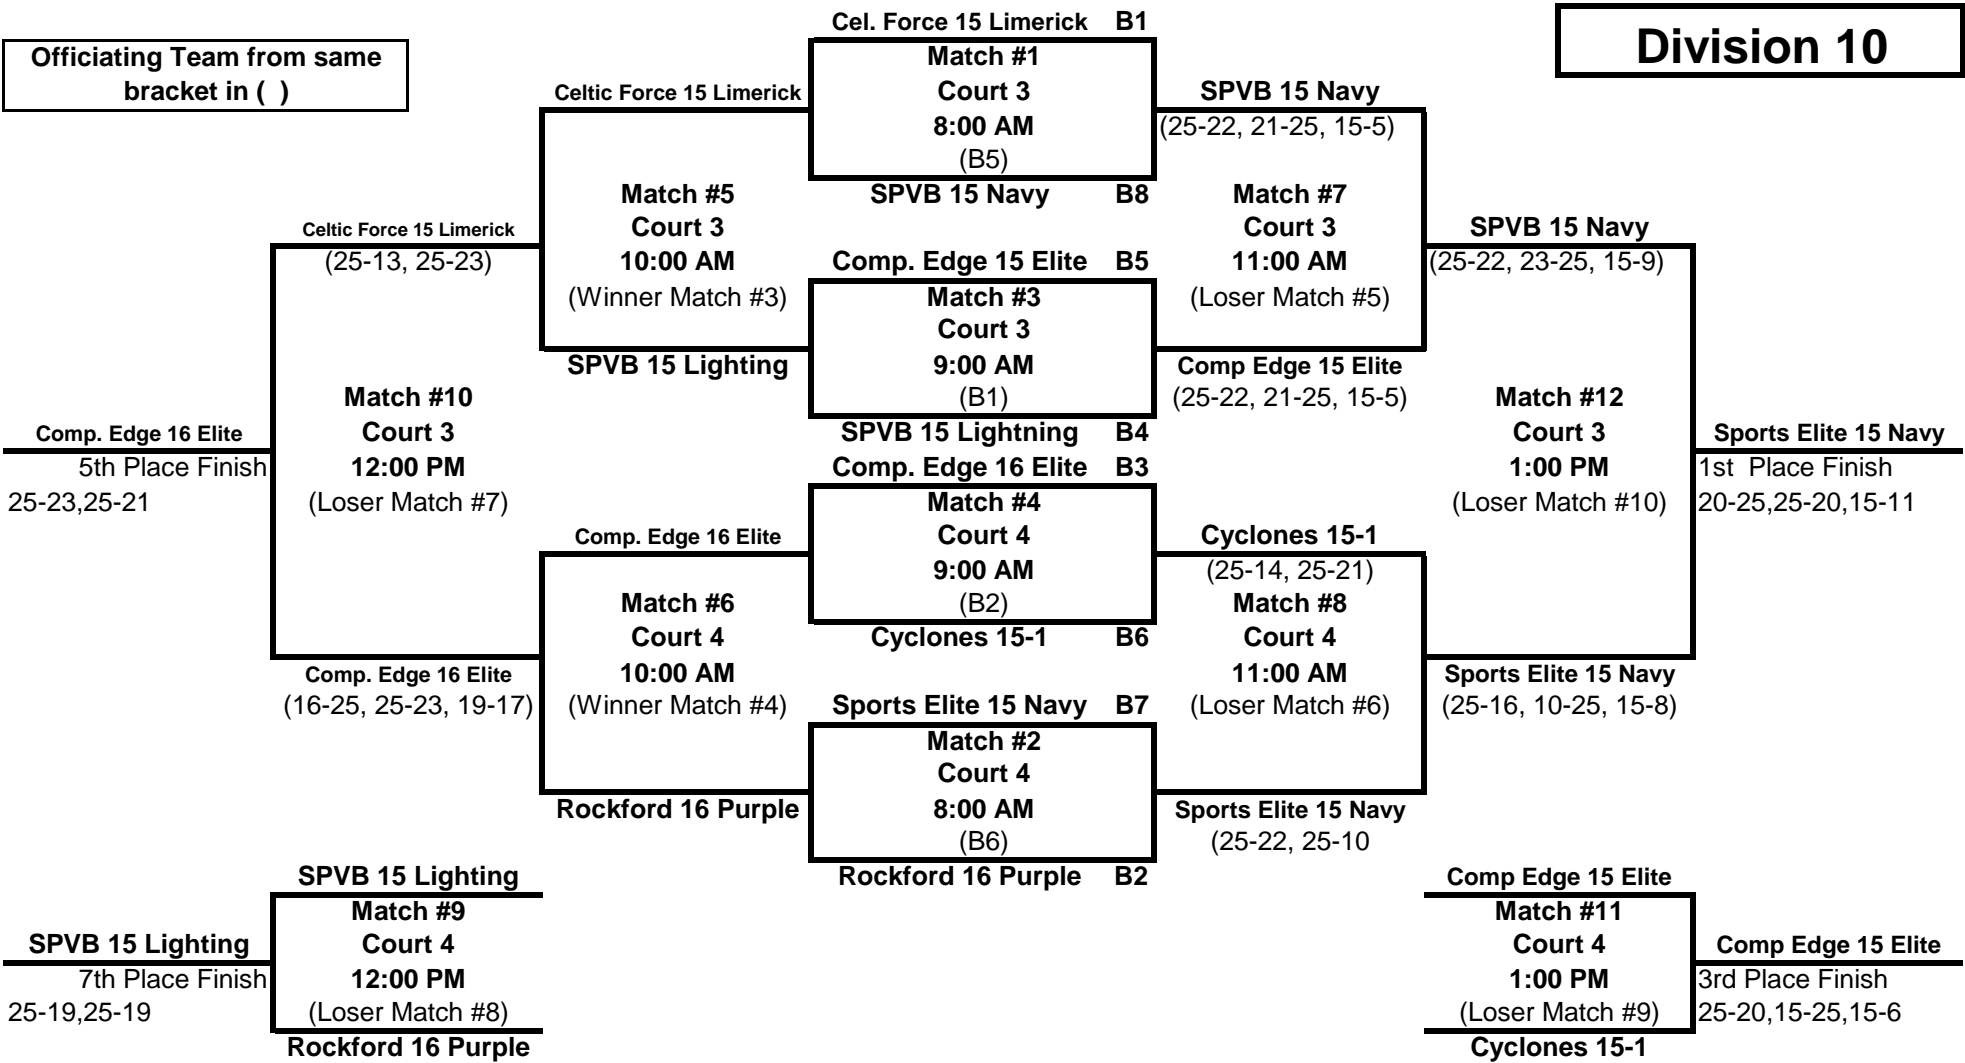 Officiating Team from same
bracket in (  )
Division 10
Cel. Force 15 Limerick B1
Match #1
Court 3
8:00 AM
(B5)
SPVB 15 Navy B8
Celtic Force 15 Limerick
SPVB 15 Navy
(25-22, 21-25, 15-5)
Match #5
Court 3
10:00 AM
(Winner Match #3)
Match #7
Court 3
11:00 AM
(Loser Match #5)
Celtic Force 15 Limerick
(25-13, 25-23)
SPVB 15 Navy
(25-22, 23-25, 15-9)
Comp. Edge 15 Elite B5
Match #3
Court 3
9:00 AM
(B1)
SPVB 15 Lightning B4
SPVB 15 Lighting
Comp Edge 15 Elite
(25-22, 21-25, 15-5)
Match #10
Court 3
12:00 PM
(Loser Match #7)
Match #12
Court 3
1:00 PM
(Loser Match #10)
Comp. Edge 16 Elite
5th Place Finish
25-23,25-21
Sports Elite 15 Navy
1st  Place Finish
20-25,25-20,15-11
Comp. Edge 16 Elite B3
Match #4
Court 4
9:00 AM
(B2)
Cyclones 15-1 B6
Comp. Edge 16 Elite
Cyclones 15-1
(25-14, 25-21)
Match #6
Court 4
10:00 AM
(Winner Match #4)
Match #8
Court 4
11:00 AM
(Loser Match #6)
Comp. Edge 16 Elite
(16-25, 25-23, 19-17)
Sports Elite 15 Navy
(25-16, 10-25, 15-8)
Sports Elite 15 Navy B7
Match #2
Court 4
8:00 AM
(B6)
Rockford 16 Purple B2
Rockford 16 Purple
Sports Elite 15 Navy
(25-22, 25-10
SPVB 15 Lighting
Match #9
Court 4
12:00 PM
(Loser Match #8)
Rockford 16 Purple
SPVB 15 Lighting
7th Place Finish
25-19,25-19
Comp Edge 15 Elite
Match #11
Court 4
1:00 PM
(Loser Match #9)
Cyclones 15-1
Comp Edge 15 Elite
3rd Place Finish
25-20,15-25,15-6